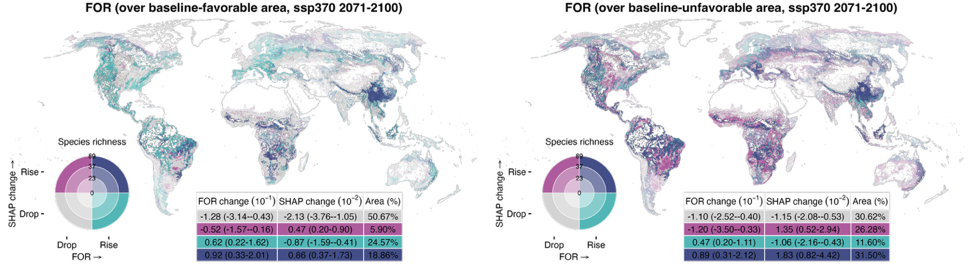 FOR (over baseline-favorable area, ssp370 2071-2100)
Species richness
37
23
0
SHAP change →
Rise
Drop
Drop
Rise
FOR →
FOR change (10⁻¹) SHAP change (10⁻²) Area (%)
-1.28 (-3.14--0.43) -2.13 (-3.76--1.05) 50.67%
-0.52 (-1.57--0.16) 0.47 (0.20-0.90) 5.90%
0.62 (0.22-1.62) -0.87 (-1.59--0.41) 24.57%
0.92 (0.33-2.01) 0.86 (0.37-1.73) 18.86%
FOR (over baseline-unfavorable area, ssp370 2071-2100)
Species richness
37
23
0
SHAP change →
Rise
Drop
Drop
Rise
FOR →
FOR change (10⁻¹) SHAP change (10⁻²) Area (%)
-1.10 (-2.52--0.40) -1.15 (-2.08--0.53) 30.62%
-1.20 (-3.50--0.33) 1.35 (0.52-2.94) 26.28%
0.47 (0.20-1.11) -1.06 (-2.16--0.43) 11.60%
0.89 (0.31-2.12) 1.83 (0.82-4.42) 31.50%